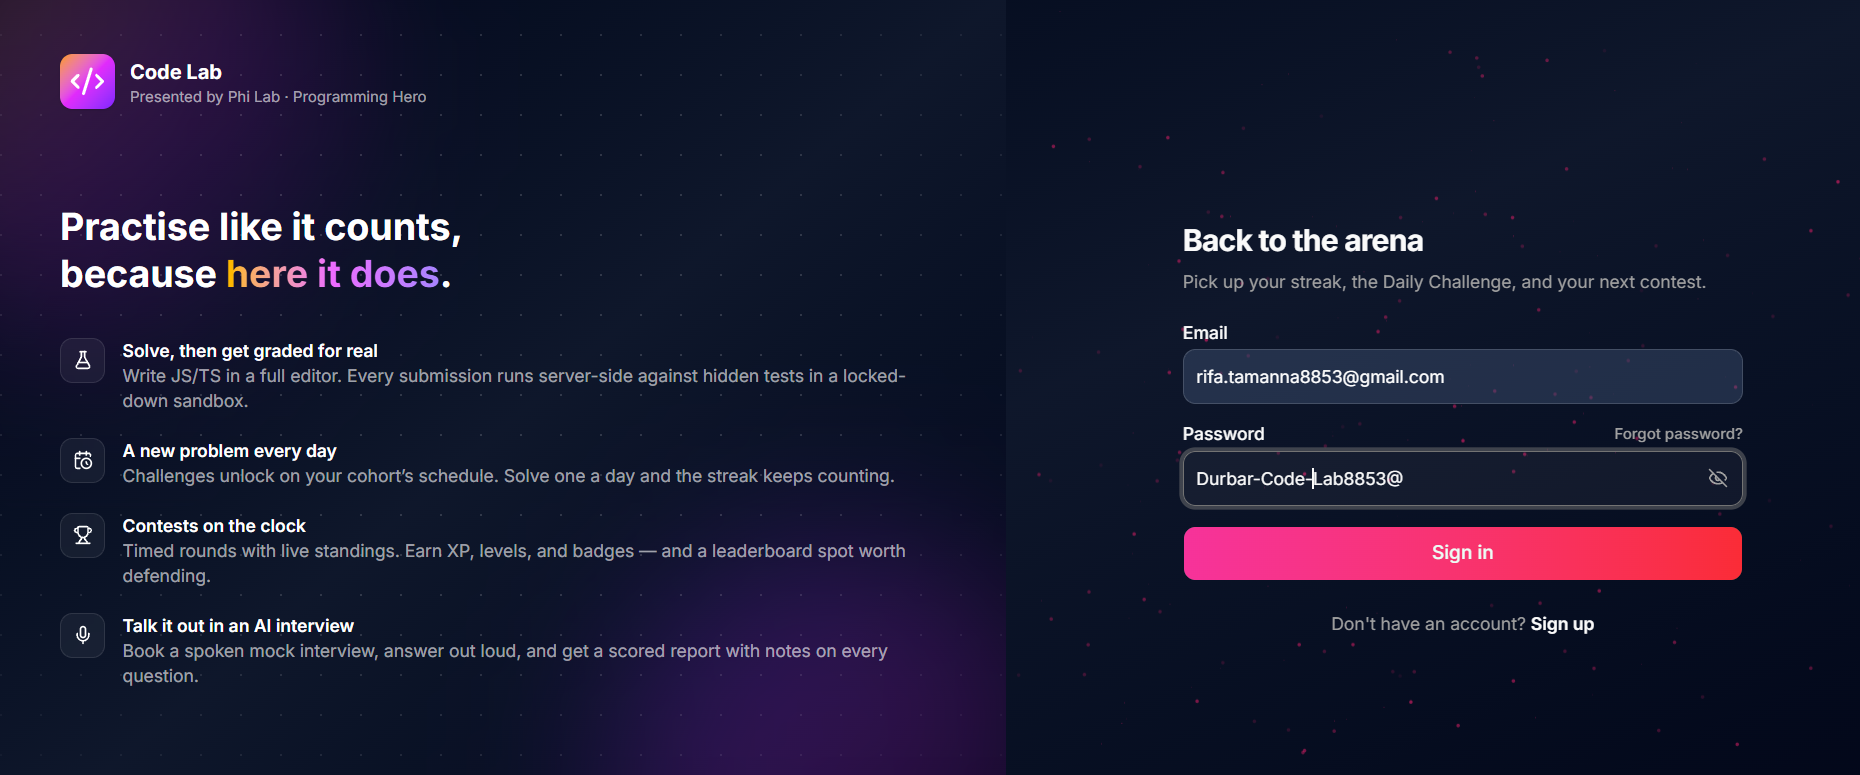 Code Lab
Presented by Phi Lab · Programming Hero
Practise like it counts,
because here it does.
Solve, then get graded for real
Write JS/TS in a full editor. Every submission runs server-side against hidden tests in a locked-
down sandbox.
A new problem every day
Challenges unlock on your cohort’s schedule. Solve one a day and the streak keeps counting.
Contests on the clock
Timed rounds with live standings. Earn XP, levels, and badges — and a leaderboard spot worth
defending.
Talk it out in an AI interview
Book a spoken mock interview, answer out loud, and get a scored report with notes on every
question.
Back to the arena
Pick up your streak, the Daily Challenge, and your next contest.
Email
rifa.tamanna8853@gmail.com
Password Forgot password?
Durbar-Code-Lab8853@
Sign in
Don't have an account? Sign up